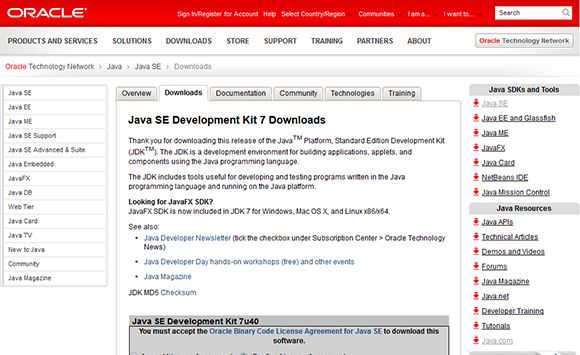 ORACLE
Sign In/Register for Account Help Select Country/Region Communities I am a... I want to... Search
PRODUCTS AND SERVICES SOLUTIONS DOWNLOADS STORE SUPPORT TRAINING PARTNERS ABOUT Oracle Technology Network
Oracle Technology Network > Java > Java SE > Downloads
Java SE
Java EE
Java ME
Java SE Support
Java SE Advanced & Suite
Java Embedded
JavaFX
Java DB
Web Tier
Java Card
Java TV
New to Java
Community
Java Magazine
Overview Downloads Documentation Community Technologies Training
Java SE Development Kit 7 Downloads
Thank you for downloading this release of the Java™ Platform, Standard Edition Development Kit
(JDK™). The JDK is a development environment for building applications, applets, and
components using the Java programming language.
The JDK includes tools useful for developing and testing programs written in the Java
programming language and running on the Java platform.
Looking for JavaFX SDK?
JavaFX SDK is now included in JDK 7 for Windows, Mac OS X, and Linux x86/x64.
See also:
• Java Developer Newsletter (tick the checkbox under Subscription Center > Oracle Technology
News)
• Java Developer Day hands-on workshops (free) and other events
• Java Magazine
JDK MD5 Checksum
Java SE Development Kit 7u40
You must accept the Oracle Binary Code License Agreement for Java SE to download this
software.
Java SDKs and Tools
Java SE
Java EE and Glassfish
Java ME
JavaFX
Java Card
NetBeans IDE
Java Mission Control
Java Resources
Java APIs
Technical Articles
Demos and Videos
Forums
Java Magazine
Java.net
Developer Training
Tutorials
Java.com